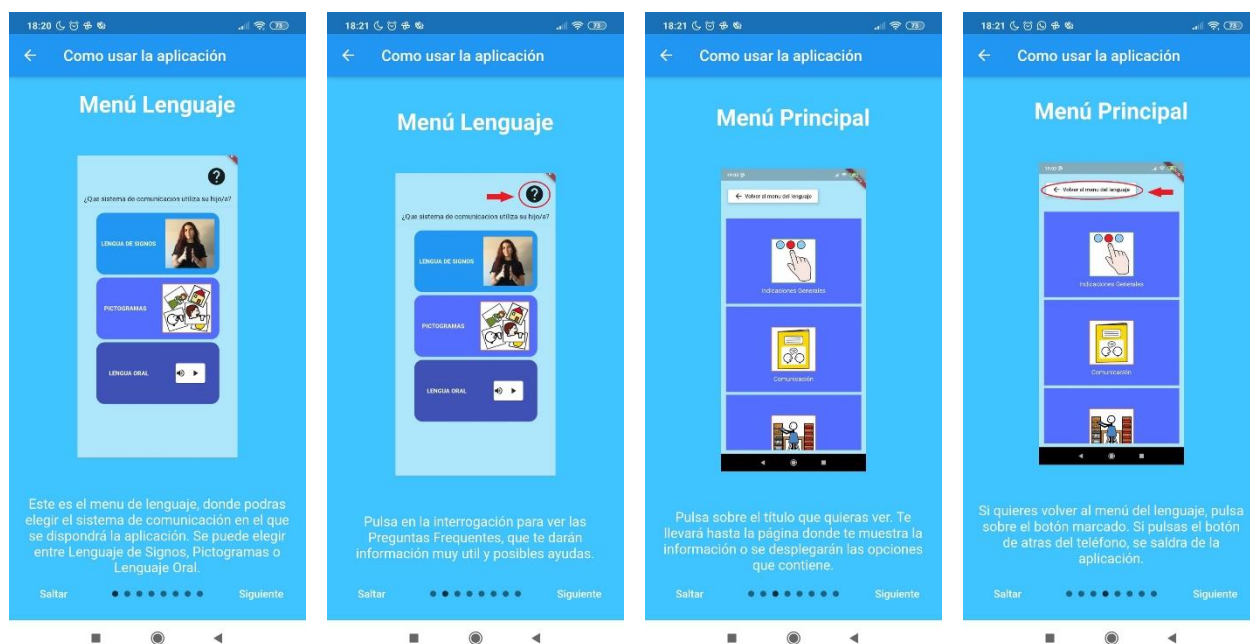 18:20
73
Como usar la aplicación
Menú Lenguaje
¿Que sistema de comunicacion utiliza su hijo/a?
LENGUA DE SIGNOS
PICTOGRAMAS
LENGUA ORAL
Este es el menu de lenguaje, donde podras
elegir el sistema de comunicación en el que
se dispondrá la aplicación. Se puede elegir
entre Lenguaje de Signos, Pictogramas o
Lenguaje Oral.
Saltar
Siguiente
18:21
73
Como usar la aplicación
Menú Lenguaje
¿Que sistema de comunicacion utiliza su hijo/a?
LENGUA DE SIGNOS
PICTOGRAMAS
LENGUA ORAL
Pulsa en la interrogación para ver las
Preguntas Frecuentes, que te darán
información muy util y posibles ayudas.
Saltar
Siguiente
18:21
73
Como usar la aplicación
Menú Principal
Volver al menu del lenguaje
Indicaciones Generales
Comunicación
Pulsa sobre el título que quieras ver. Te
llevará hasta la página donde te muestra la
información o se desplegarán las opciones
que contiene.
Saltar
Siguiente
18:21
73
Como usar la aplicación
Menú Principal
Volver al menu del lenguaje
Indicaciones Generales
Comunicación
Si quieres volver al menú del lenguaje, pulsa
sobre el botón marcado. Si pulsas el botón
de atras del teléfono, se saldra de la
aplicación.
Saltar
Siguiente